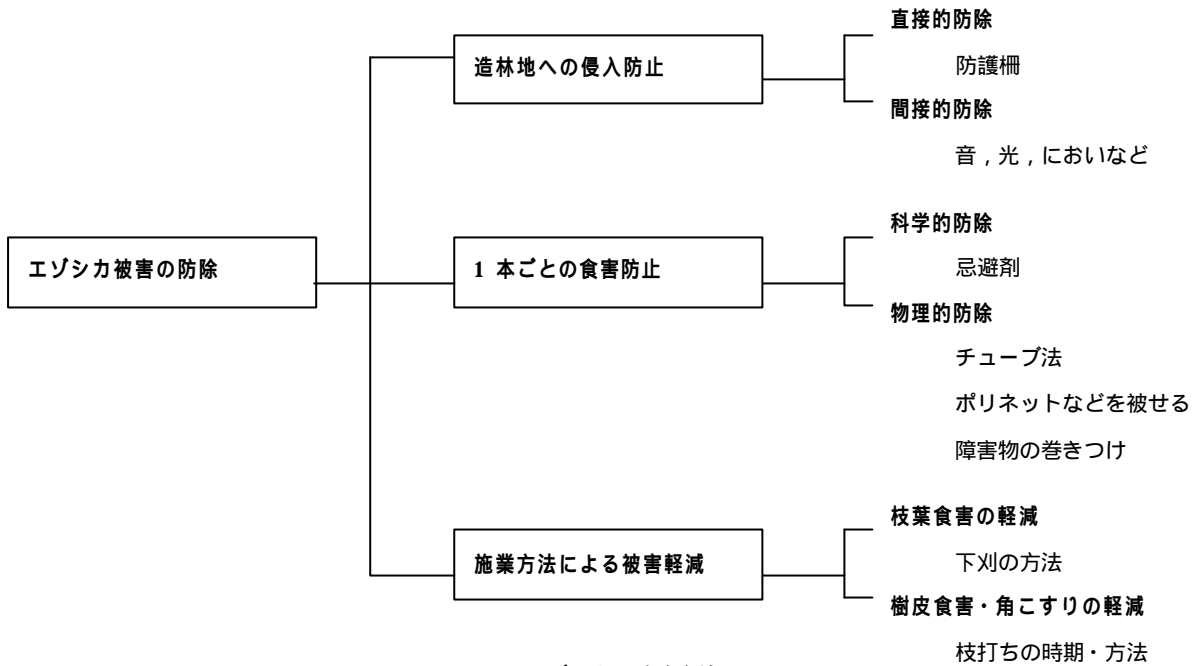 エゾシカ被害の防除
造林地への侵入防止
直接的防除
防護柵
間接的防除
音，光，においなど
1 本ごとの食害防止
科学的防除
忌避剤
物理的防除
チューブ法
ポリネットなどを被せる
障害物の巻きつけ
施業方法による被害軽減
枝葉食害の軽減
下刈の方法
樹皮食害・角こすりの軽減
枝打ちの時期・方法